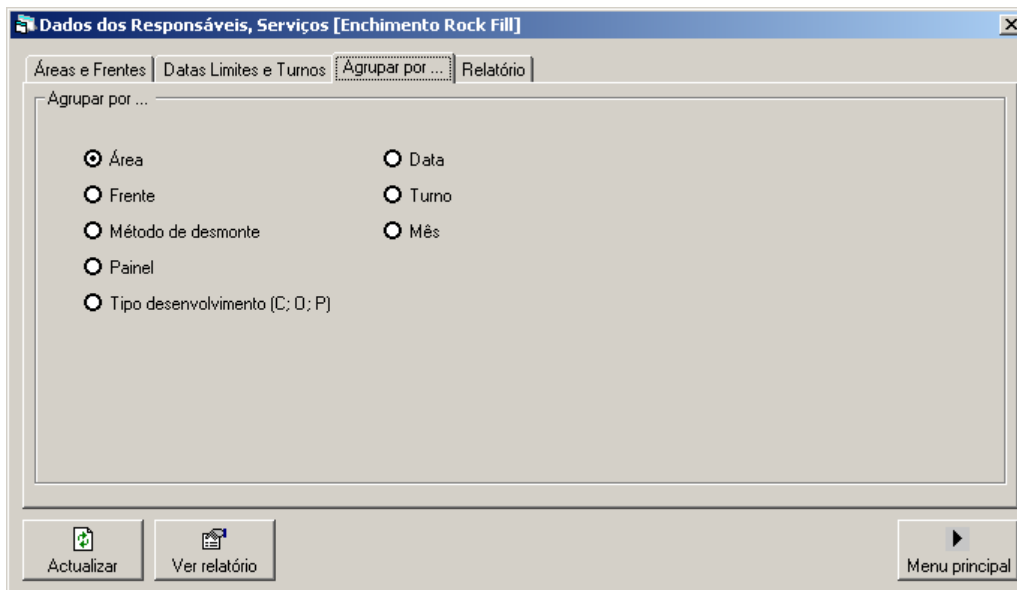 Dados dos Responsáveis, Serviços [Enchimento Rock Fill]
Áreas e Frentes Datas Limites e Turnos Agrupar por ... Relatório
Agrupar por ...
Área Data
Frente Turno
Método de desmonte Mês
Painel
Tipo desenvolvimento (C; O; P)
Actualizar Ver relatório Menu principal